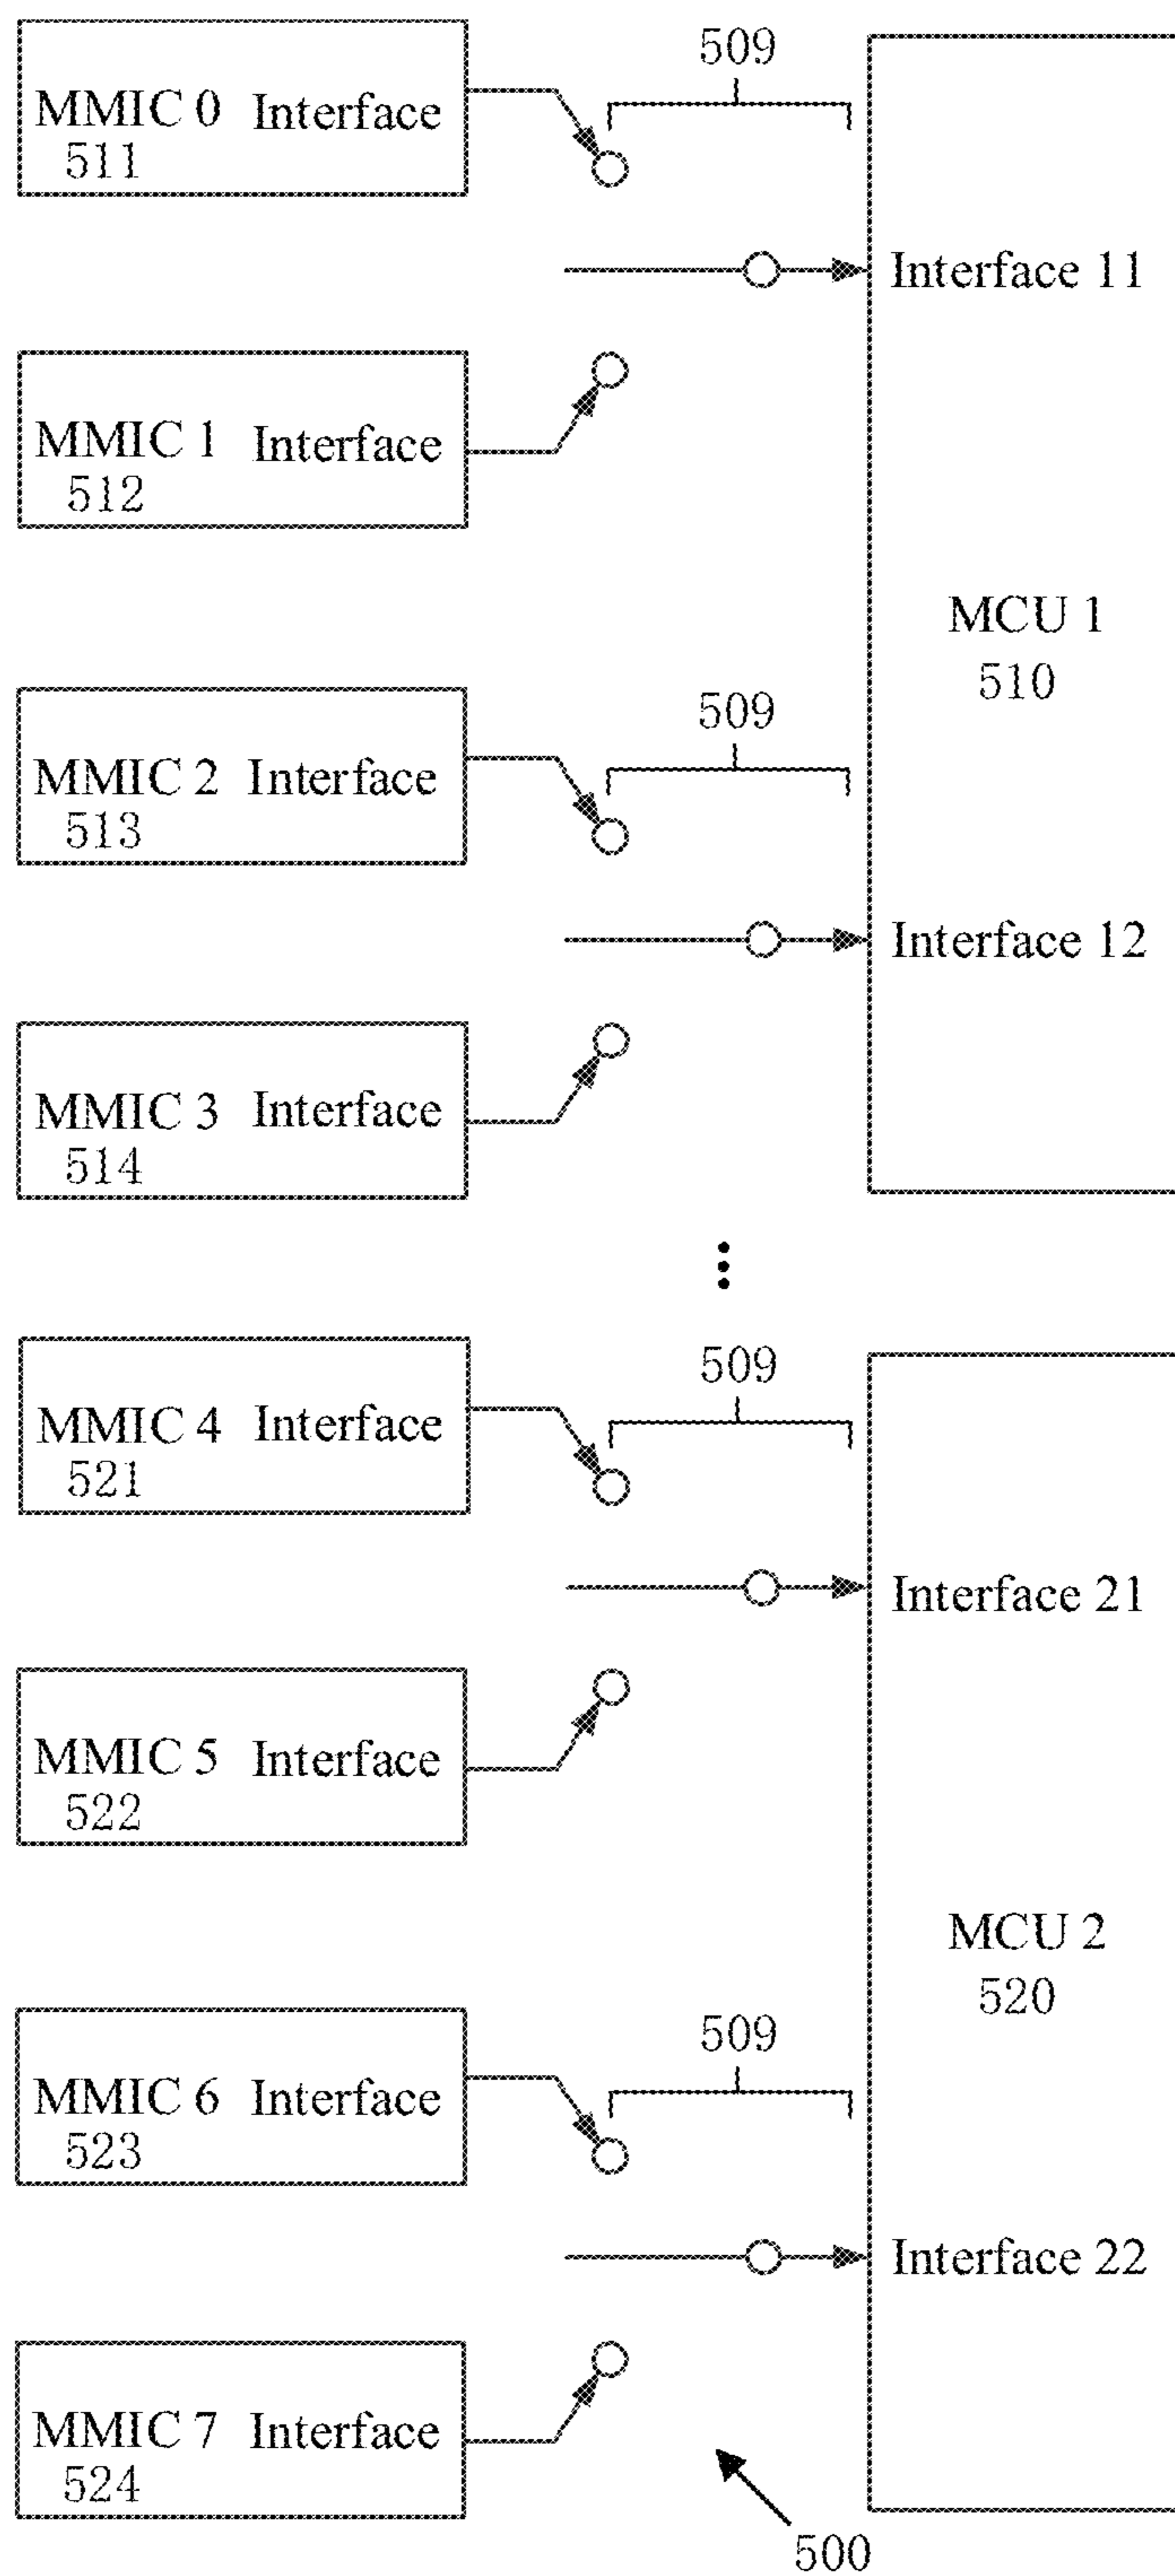 509
MMIC 0 Interface
511
Interface 11
MMIC 1 Interface
512
MCU 1
510
509
MMIC 2 Interface
513
Interface 12
MMIC 3 Interface
514
509
MMIC 4 Interface
521
Interface 21
MMIC 5 Interface
522
MCU 2
520
509
MMIC 6 Interface
523
Interface 22
MMIC 7 Interface
524
500